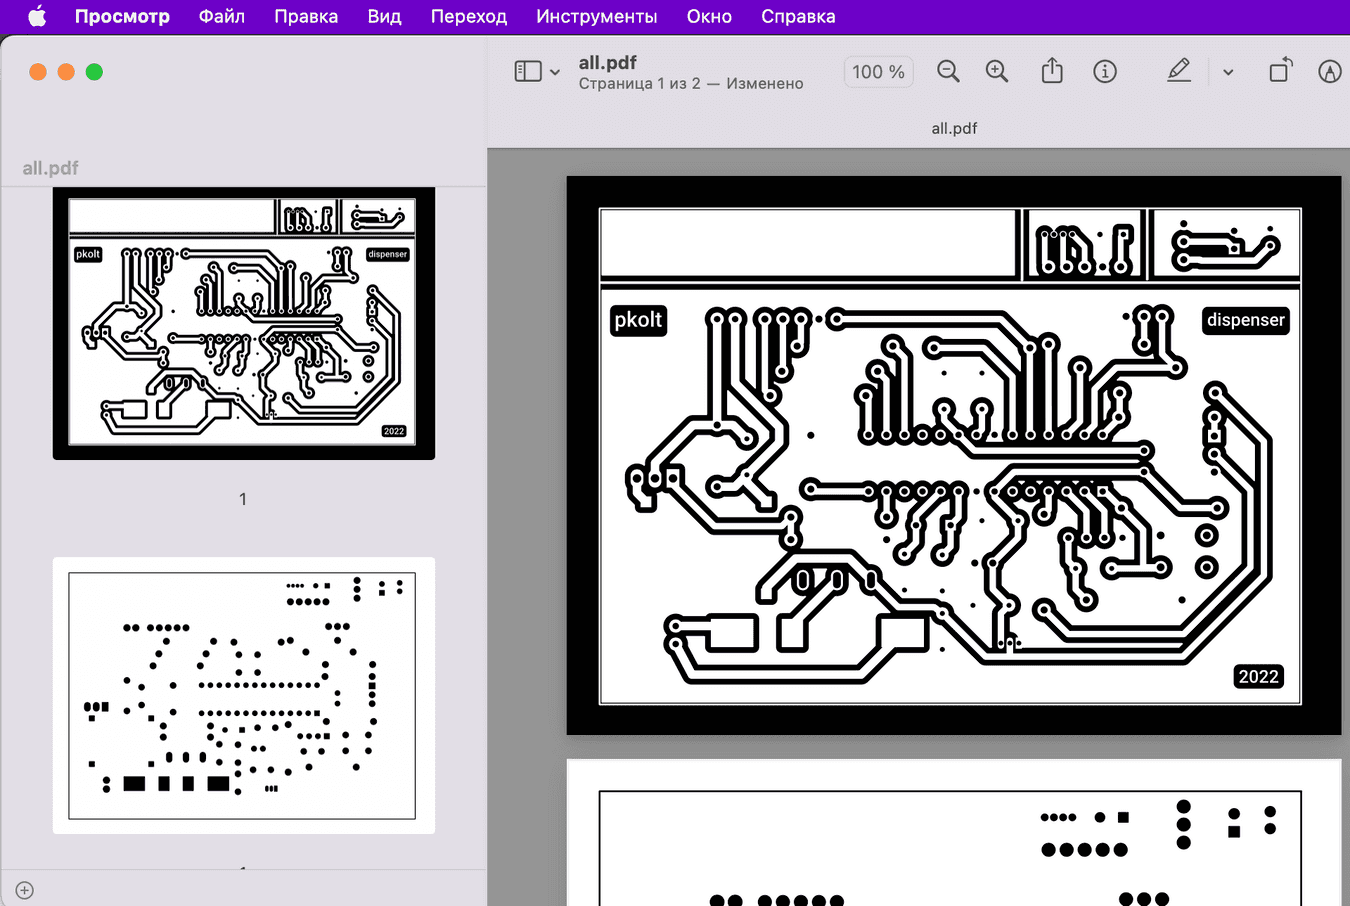 Просмотр Файл Правка Вид Переход Инструменты Окно Справка
all.pdf
Страница 1 из 2 — Изменено
100 %
all.pdf
all.pdf
pkolt
dispenser
2022
1
pkolt
dispenser
2022